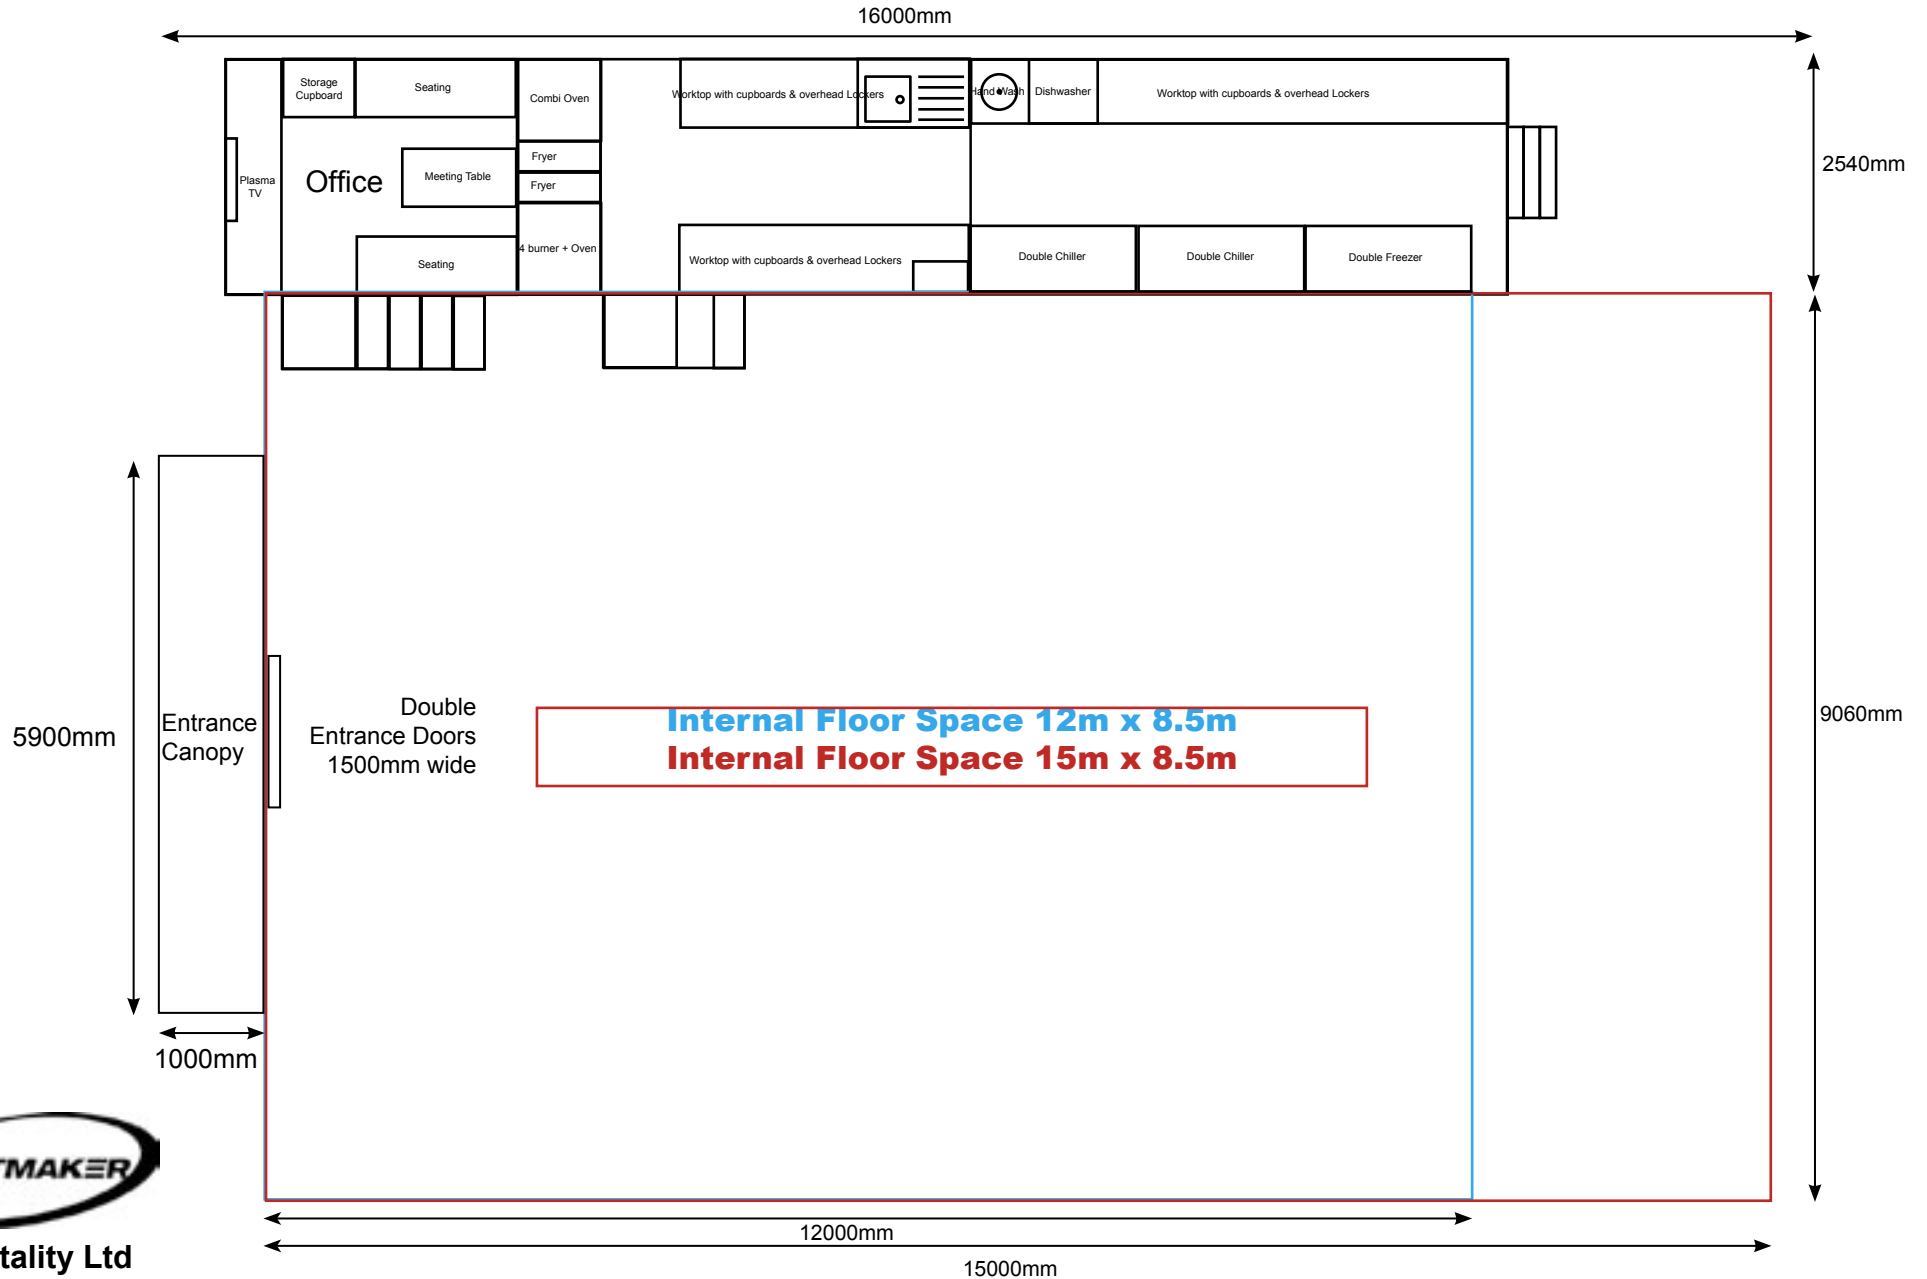 16000mm
Storage
Cupboard
Seating
Combi Oven
Worktop with cupboards & overhead Lockers
Hand Wash
Dishwasher
Worktop with cupboards & overhead Lockers
Plasma
TV
Office
Meeting Table
Fryer
Fryer
2540mm
Seating
4 burner + Oven
Worktop with cupboards & overhead Lockers
Double Chiller
Double Chiller
Double Freezer
5900mm
Entrance
Canopy
Double
Entrance Doors
1500mm wide
Internal Floor Space 12m x 8.5m
Internal Floor Space 15m x 8.5m
9060mm
1000mm
TMAKER
tality Ltd
12000mm
15000mm